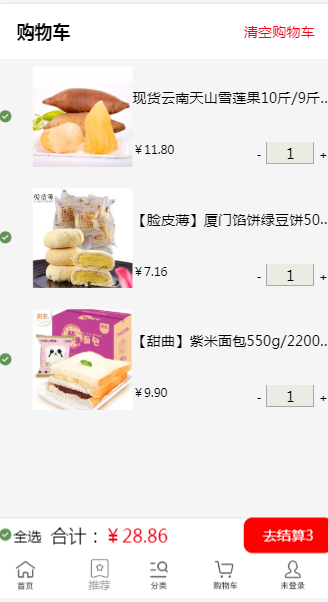 购物车
清空购物车
现货云南天山雪莲果10斤/9斤...
￥11.80
- 1 +
脸皮薄
【脸皮薄】厦门馅饼绿豆饼50...
￥7.16
- 1 +
【甜曲】紫米面包550g/2200...
￥9.90
- 1 +
全选 合计：￥28.86 去结算3
首页 推荐 分类 购物车 未登录